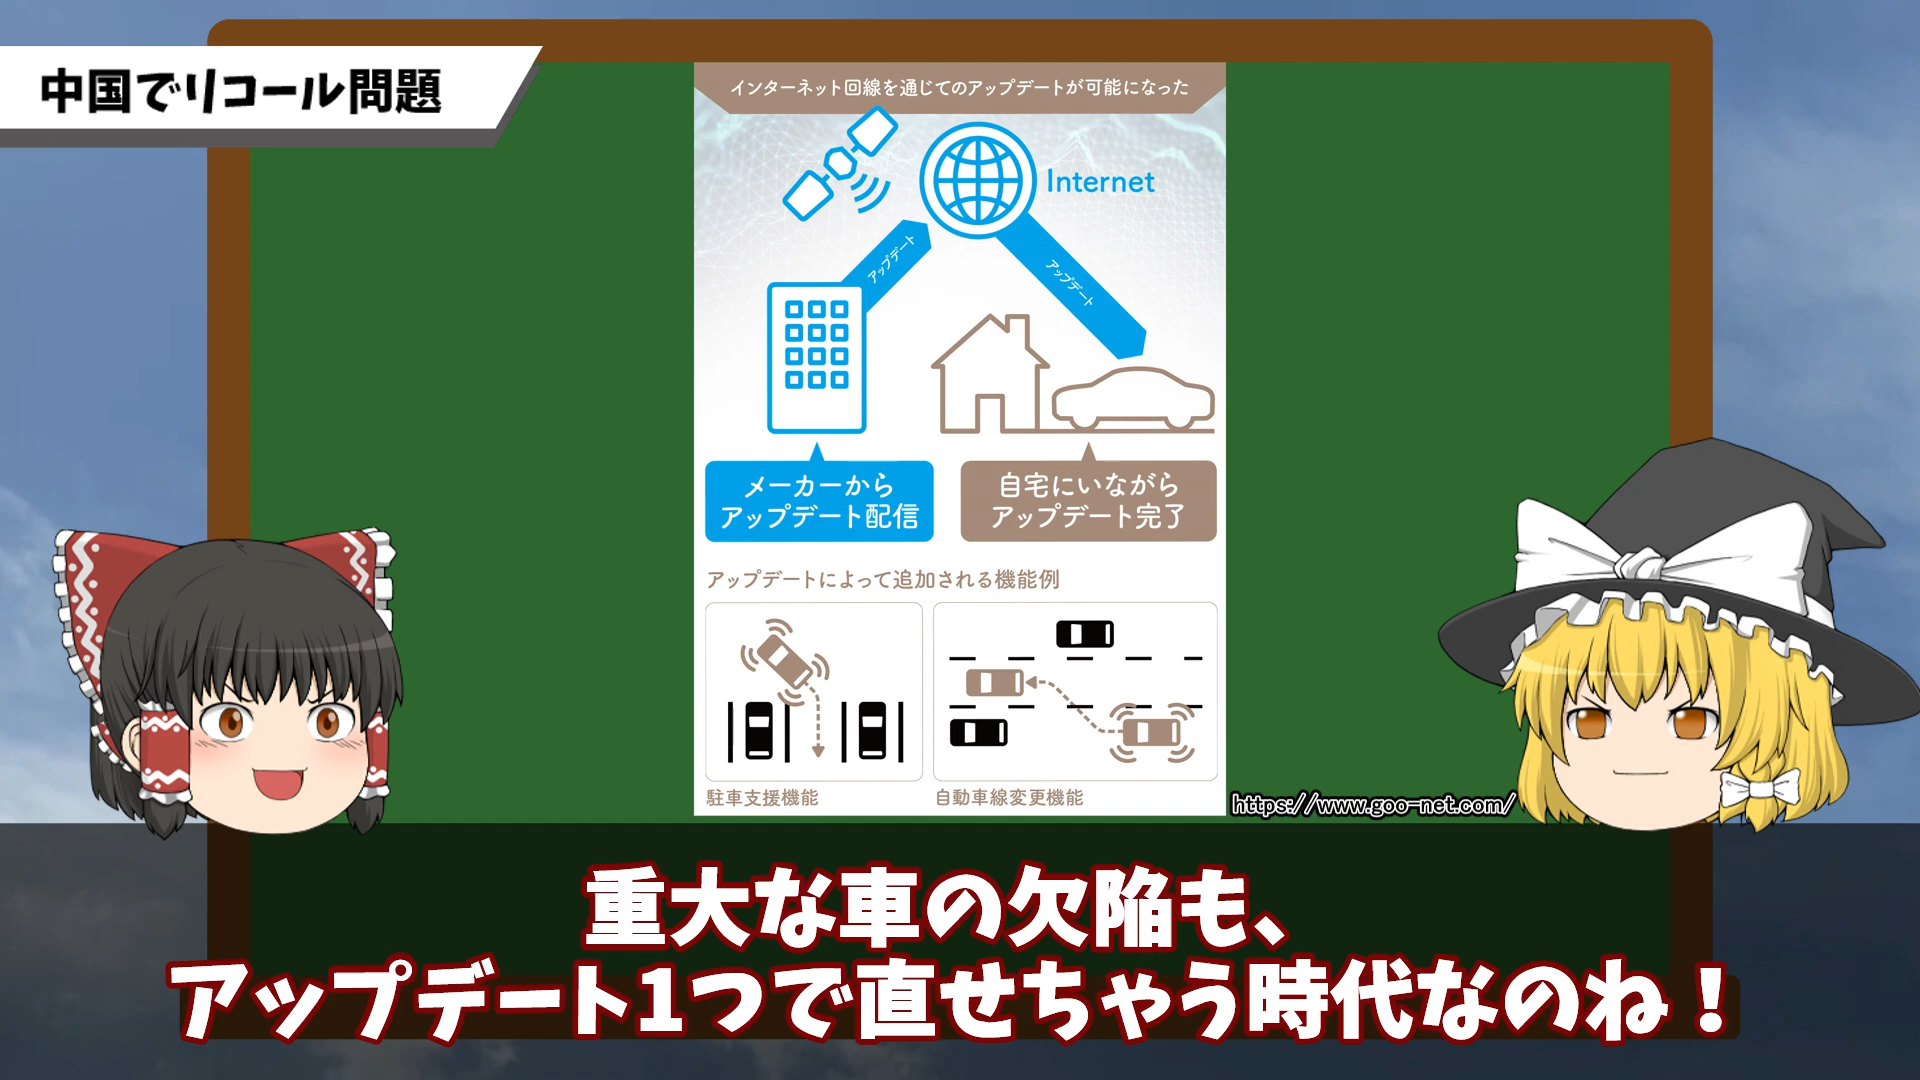 中国でリコール問題
インターネット回線を通じてのアップデートが可能になった
Internet
アップデート
アップデート
メーカーから
アップデート配信
自宅にいながら
アップデート完了
アップデートによって追加される機能例
駐車支援機能
自動車線変更機能
https://www.goo-net.com/
重大な車の欠陥も、
アップデート1つで直せちゃう時代なのね！